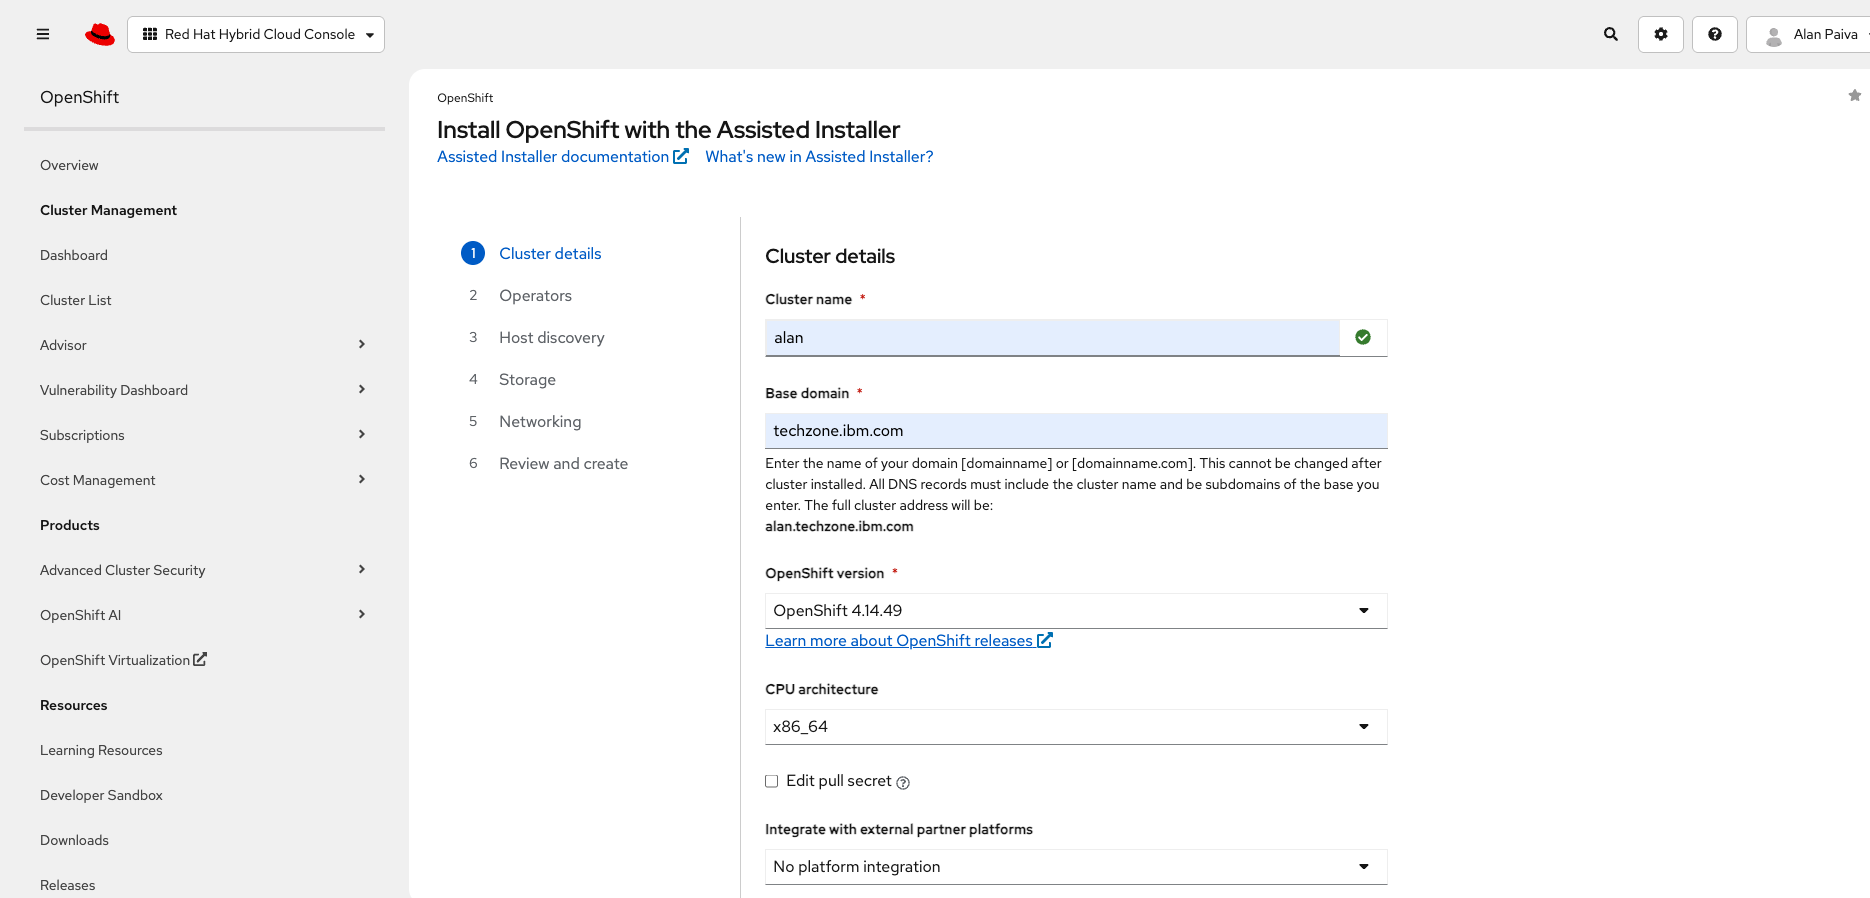 Red Hat Hybrid Cloud Console
Alan Paiva
OpenShift
Overview
Cluster Management
Dashboard
Cluster List
Advisor
Vulnerability Dashboard
Subscriptions
Cost Management
Products
Advanced Cluster Security
OpenShift AI
OpenShift Virtualization
Resources
Learning Resources
Developer Sandbox
Downloads
Releases
OpenShift
Install OpenShift with the Assisted Installer
Assisted Installer documentation What's new in Assisted Installer?
1 Cluster details
2 Operators
3 Host discovery
4 Storage
5 Networking
6 Review and create
Cluster details
Cluster name *
alan
Base domain *
techzone.ibm.com
Enter the name of your domain [domainname] or [domainname.com]. This cannot be changed after
cluster installed. All DNS records must include the cluster name and be subdomains of the base you
enter. The full cluster address will be:
alan.techzone.ibm.com
OpenShift version *
OpenShift 4.14.49
Learn more about OpenShift releases
CPU architecture
x86_64
Edit pull secret
Integrate with external partner platforms
No platform integration